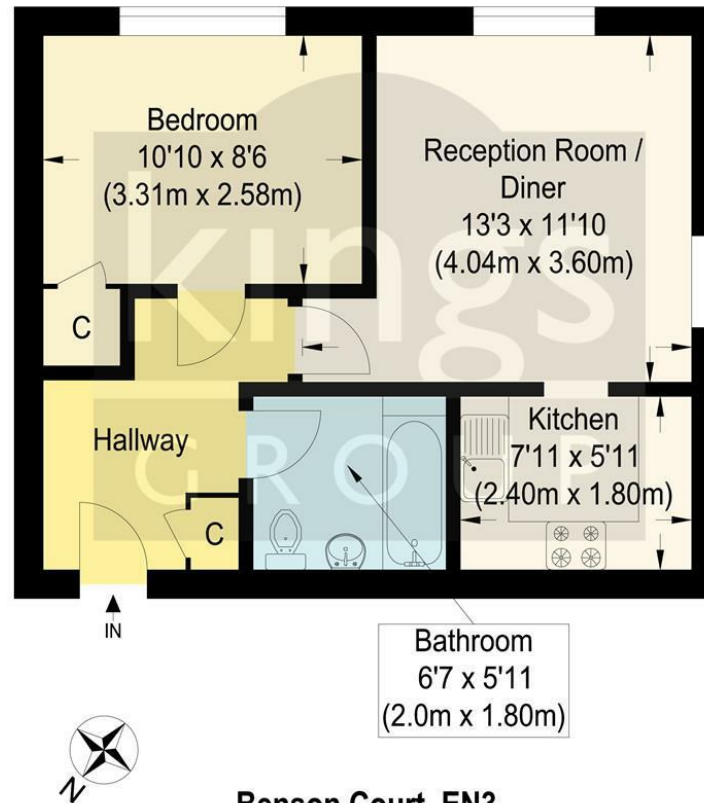 Bedroom
10'10 x 8'6
(3.31m x 2.58m)
Reception Room /
Diner
13'3 x 11'10
(4.04m x 3.60m)
kings
GROUP
C
Hallway
C
Kitchen
7'11 x 5'11
(2.40m x 1.80m)
IN
Bathroom
6'7 x 5'11
(2.0m x 1.80m)
N
Benson Court, EN3